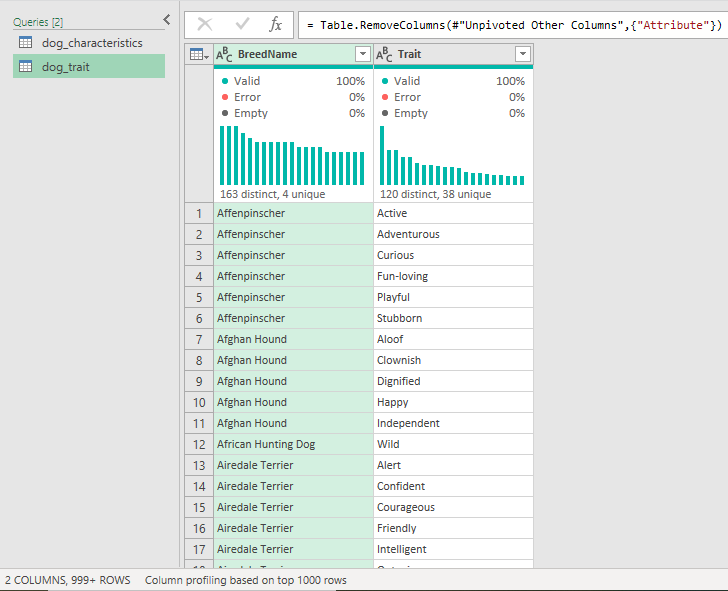 Queries [2]
dog_characteristics
dog_trait
fx = Table.RemoveColumns(#"Unpivoted Other Columns",{"Attribute"})
ABC BreedName ABC Trait
Valid 100% Valid 100%
Error 0% Error 0%
Empty 0% Empty 0%
163 distinct, 4 unique 120 distinct, 38 unique
1 Affenpinscher Active
2 Affenpinscher Adventurous
3 Affenpinscher Curious
4 Affenpinscher Fun-loving
5 Affenpinscher Playful
6 Affenpinscher Stubborn
7 Afghan Hound Aloof
8 Afghan Hound Clownish
9 Afghan Hound Dignified
10 Afghan Hound Happy
11 Afghan Hound Independent
12 African Hunting Dog Wild
13 Airedale Terrier Alert
14 Airedale Terrier Confident
15 Airedale Terrier Courageous
16 Airedale Terrier Friendly
17 Airedale Terrier Intelligent
2 COLUMNS, 999+ ROWS Column profiling based on top 1000 rows